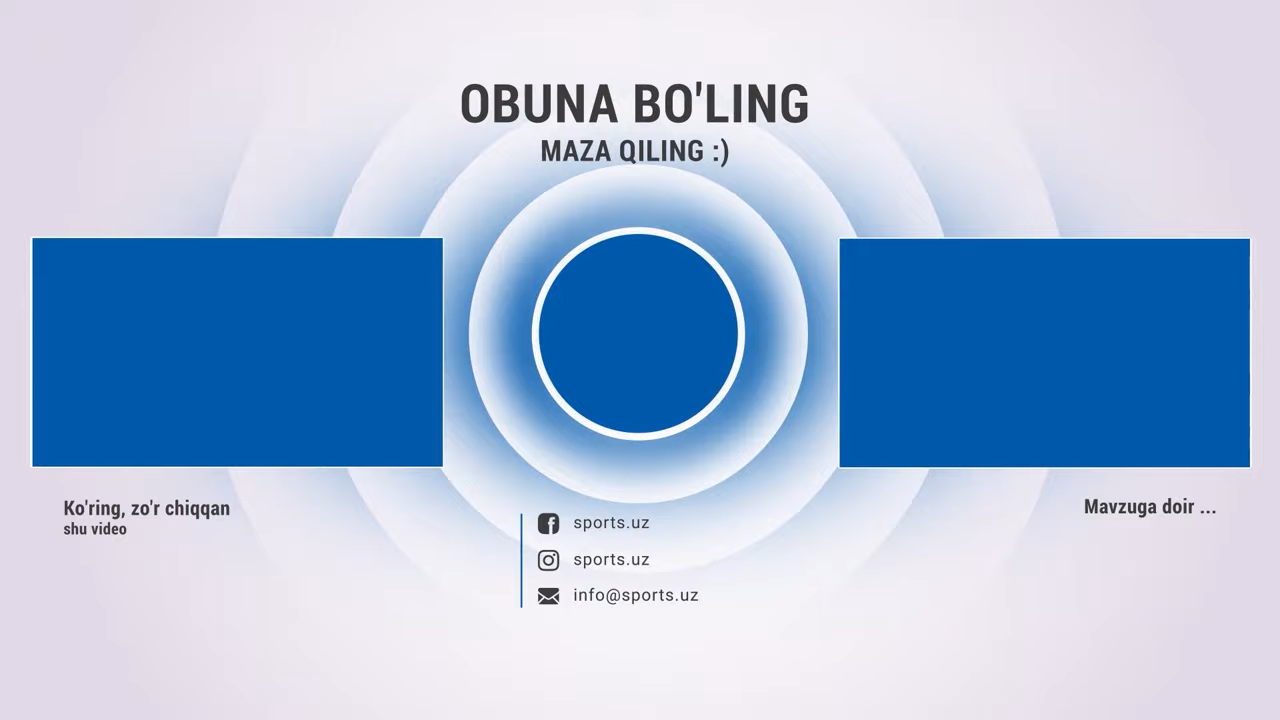 OBUNA BO'LING
MAZA QILING :)
Ko'ring, zo'r chiqqan
shu video
Mavzuga doir ...
sports.uz
sports.uz
info@sports.uz